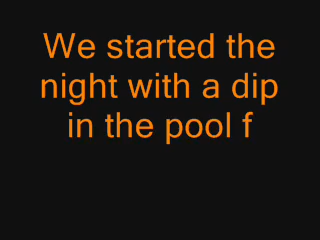 We started the
night with a dip
in the pool f